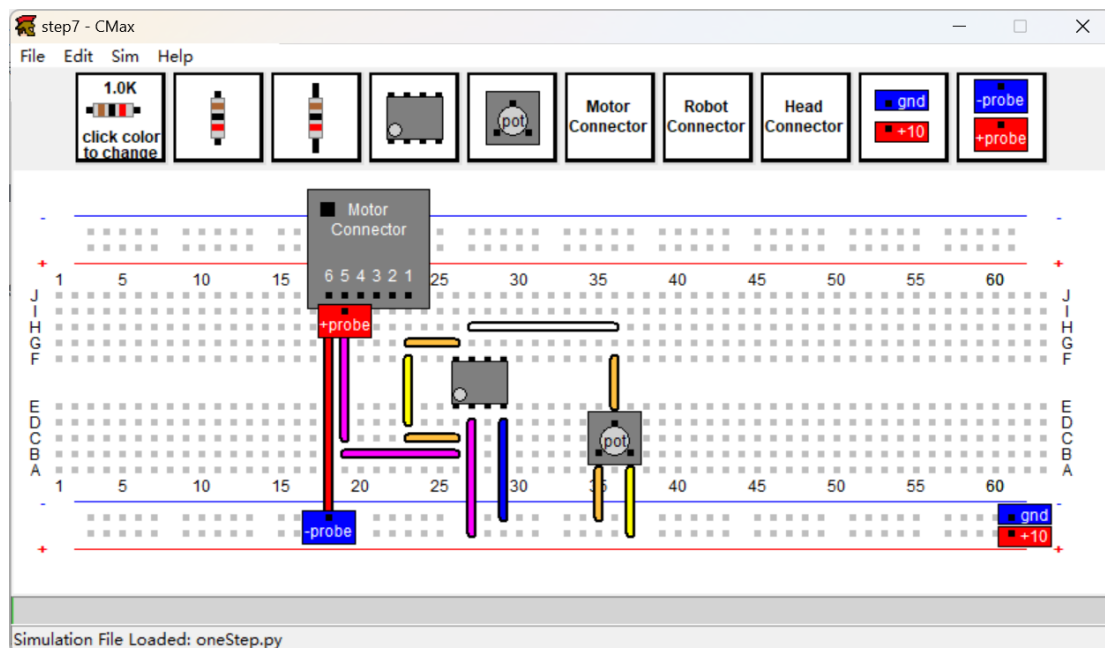 step7 - CMax
File Edit Sim Help
1.0K
click color
to change
pot
Motor
Connector
Robot
Connector
Head
Connector
gnd
+10
-probe
+probe
Motor
Connector
- -
+ +
6 5 4 3 2 1
1 5 10 15 25 30 35 40 45 50 55 60
J J
I I
H H
G G
F F
+probe
E E
D D
C C
B B
A A
pot
1 5 10 15 20 25 30 35 40 45 50 55 60
- -
-probe
gnd
+10
+ +
Simulation File Loaded: oneStep.py